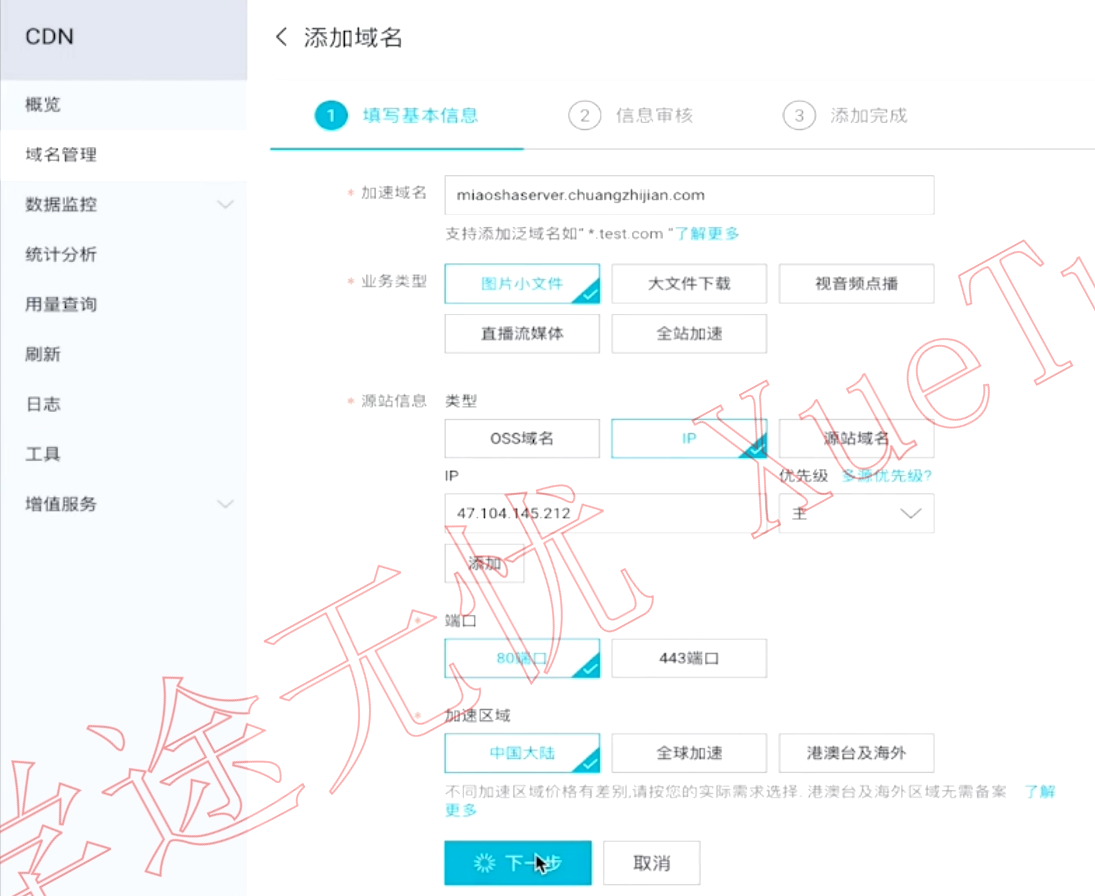 CDN
概览
域名管理
数据监控
统计分析
用量查询
刷新
日志
工具
增值服务
添加域名
1 填写基本信息 2 信息审核 3 添加完成
* 加速域名 miaoshaserver.chuangzhijian.com
支持添加泛域名如" *.test.com "了解更多
* 业务类型 图片小文件 大文件下载 视音频点播
直播流媒体 全站加速
* 源站信息 类型
OSS域名 IP 源站域名
IP 优先级 多源优先级?
47.104.145.212 主
添加
* 端口
80端口 443端口
* 加速区域
中国大陆 全球加速 港澳台及海外
不同加速区域价格有差别,请按您的实际需求选择. 港澳台及海外区域无需备案 了解
更多
下一步 取消
学途无忧 XueTu